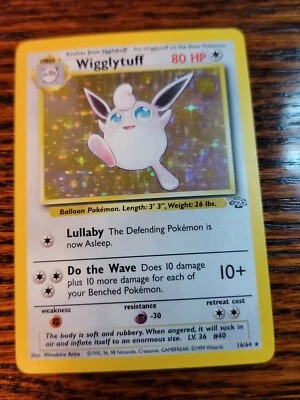 Evolves from Jigglypuff Put Wigglytuff on the Basic Pokémon
Wigglytuff 80 HP
Balloon Pokémon. Length: 3' 3", Weight: 26 lbs.
Lullaby The Defending Pokémon is
now Asleep.
Do the Wave Does 10 damage
plus 10 more damage for each of
your Benched Pokémon.
10+
weakness resistance retreat cost
-30
The body is soft and rubbery. When angered, it will suck in
air and inflate itself to an enormous size. LV. 36 #40
Illus. Mitsuhiro Arita ©1995, 96, 98 Nintendo, Creatures, GAMEFREAK. ©1999 Wizards. 16/64 ★